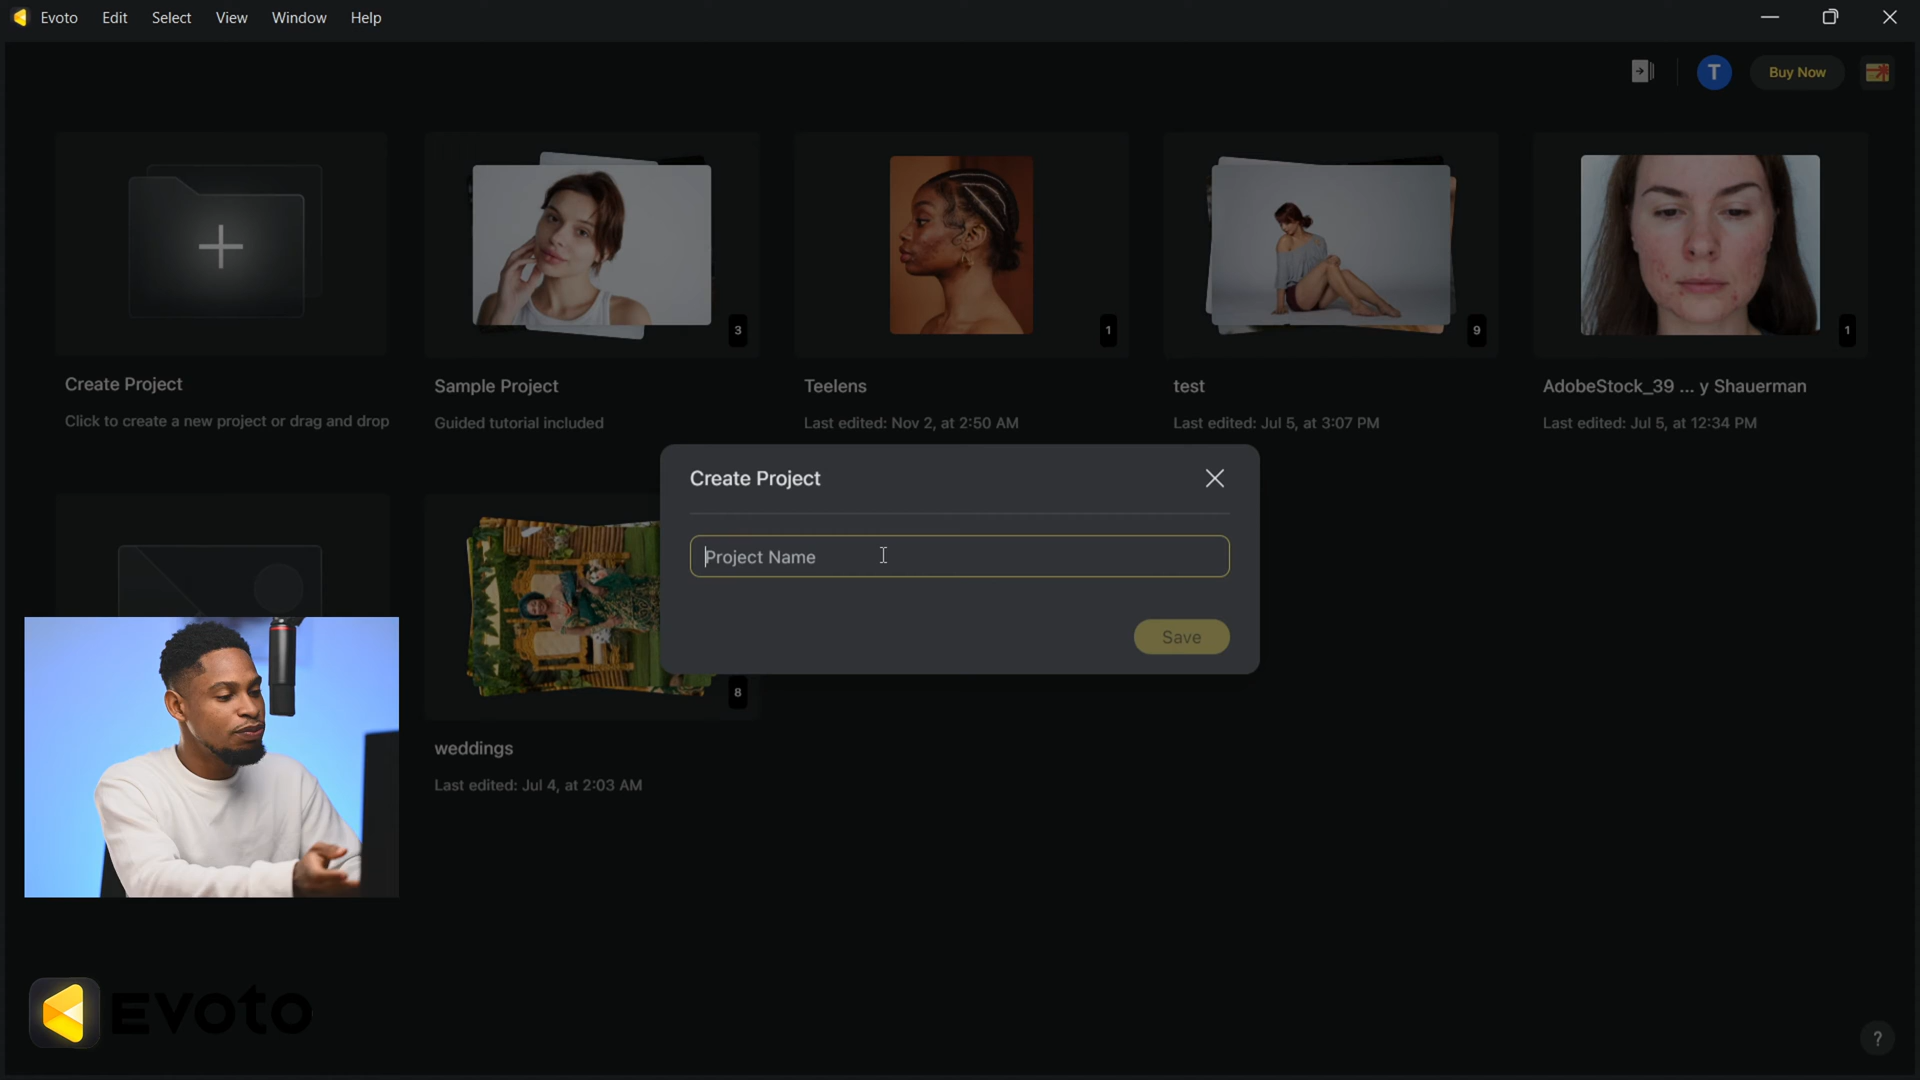 Evoto Edit Select View Window Help
T Buy Now
3
1
9
1
Create Project
Click to create a new project or drag and drop
Sample Project
Guided tutorial included
Teelens
Last edited: Nov 2, at 2:50 AM
test
Last edited: Jul 5, at 3:07 PM
AdobeStock_39 ... y Shauerman
Last edited: Jul 5, at 12:34 PM
Create Project
Project Name
Save
8
weddings
Last edited: Jul 4, at 2:03 AM
EVOTO
?